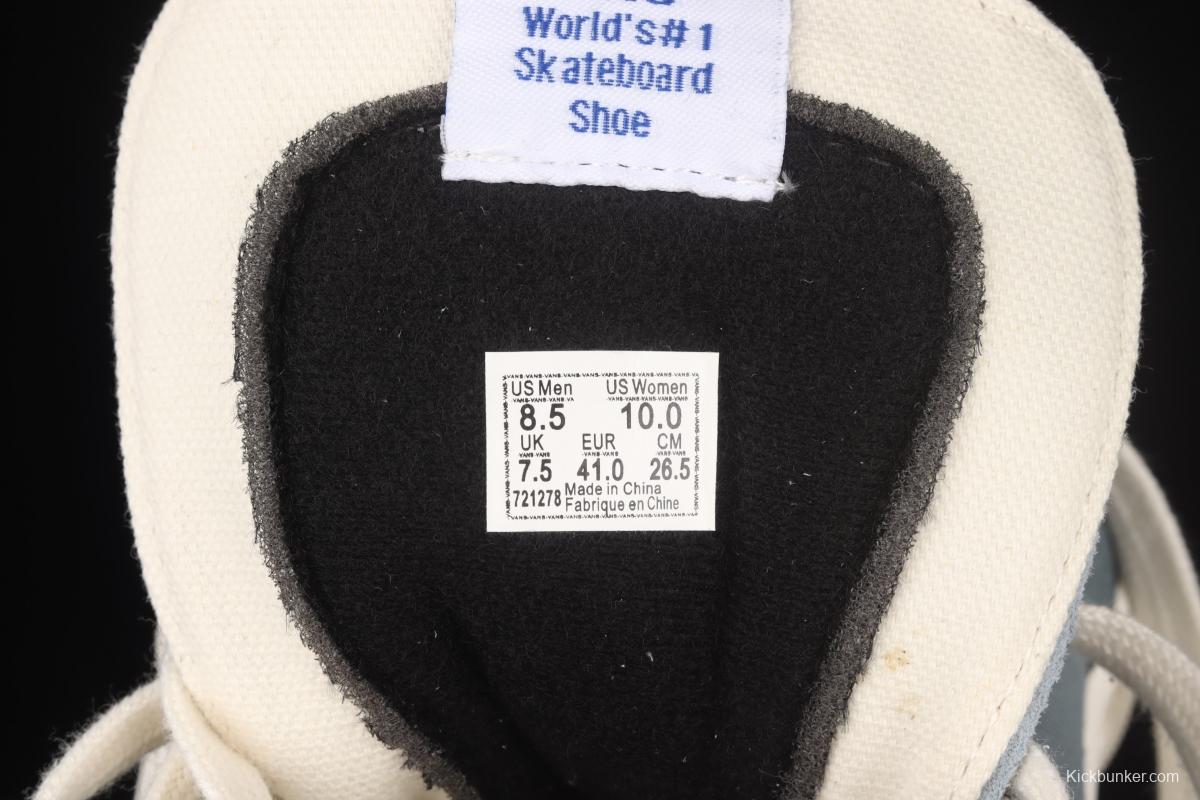 World's#1
Skateboard
Shoe
US Men US Women
8.5 10.0
UK EUR CM
7.5 41.0 26.5
721278 Made in China
Fabrique en Chine
Kickbunker.com